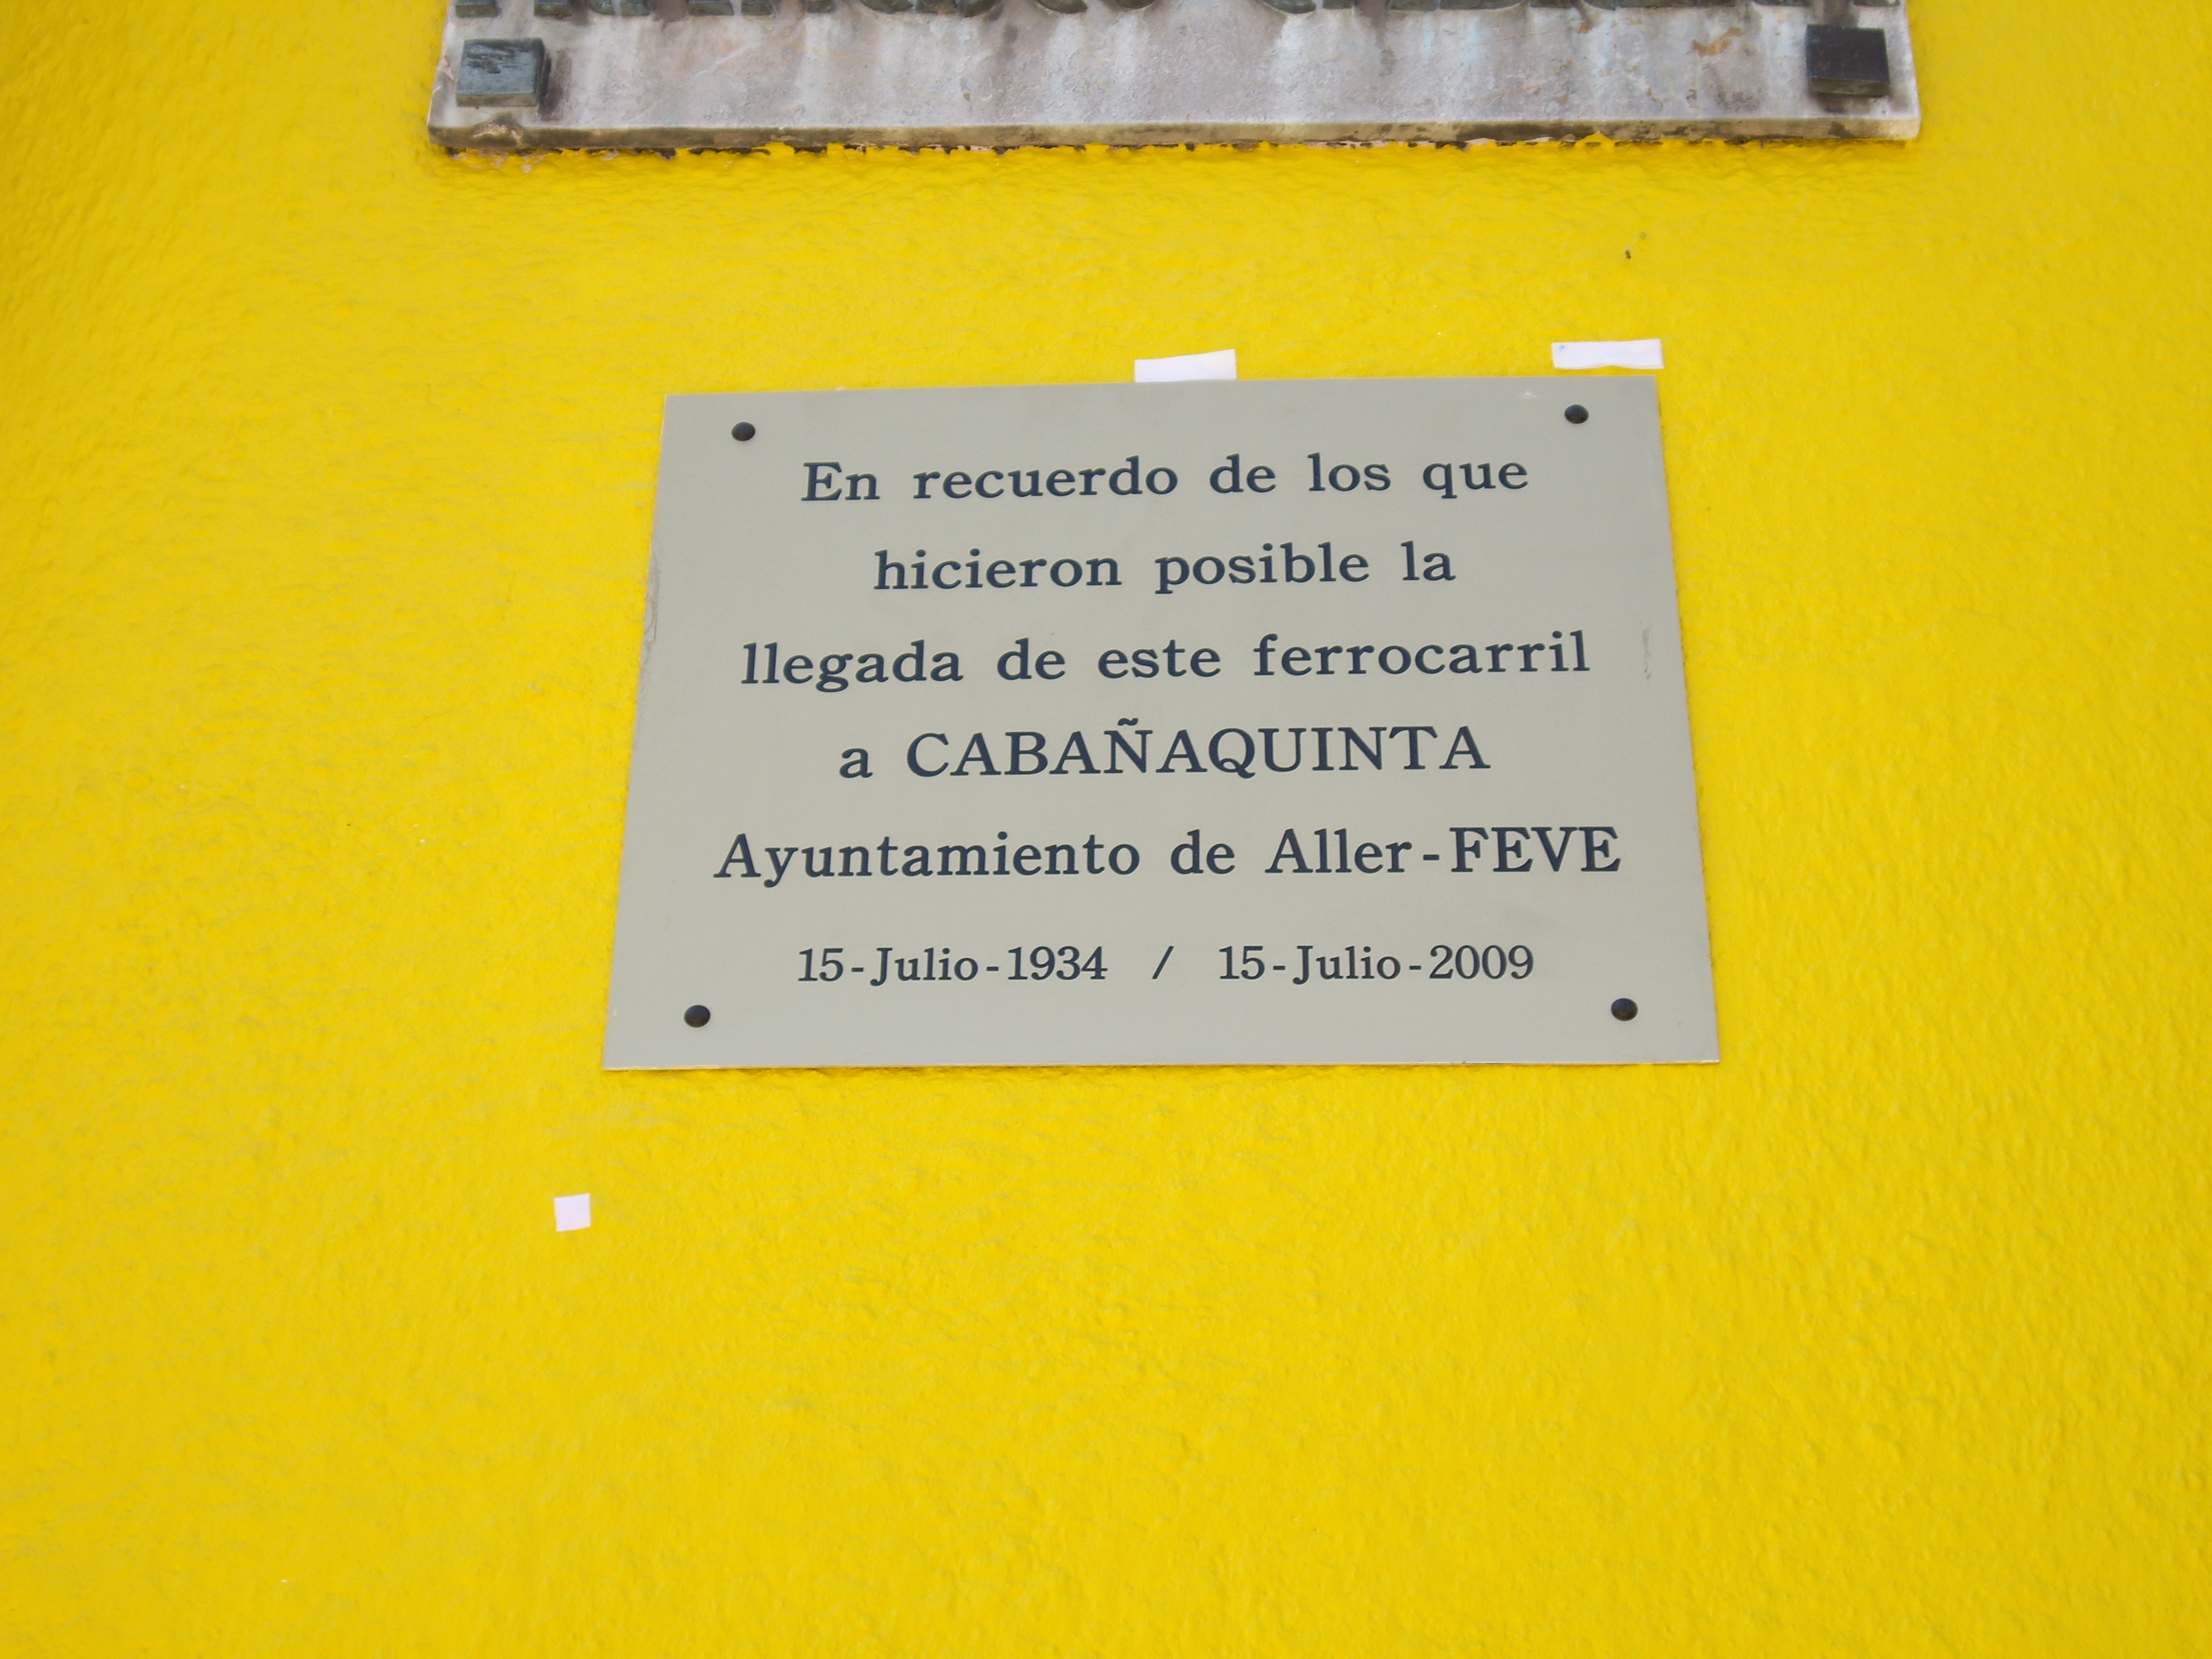 En recuerdo de los que
hicieron posible la
llegada de este ferrocarril
a CABAÑAQUINTA
Ayuntamiento de Aller-FEVE
15-Julio-1934 / 15-Julio-2009